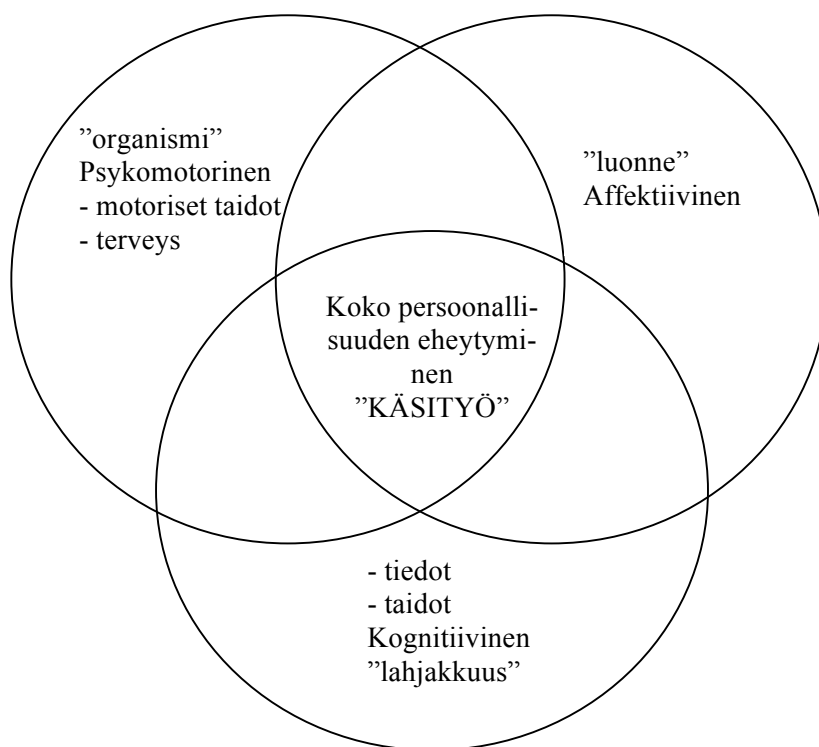 ”organismi”
Psykomotorinen
- motoriset taidot
- terveys
”luonne”
Affektiivinen
Koko persoonalli-
suuden eheytymi-
nen
”KÄSITYÖ”
- tiedot
- taidot
Kognitiivinen
”lahjakkuus”